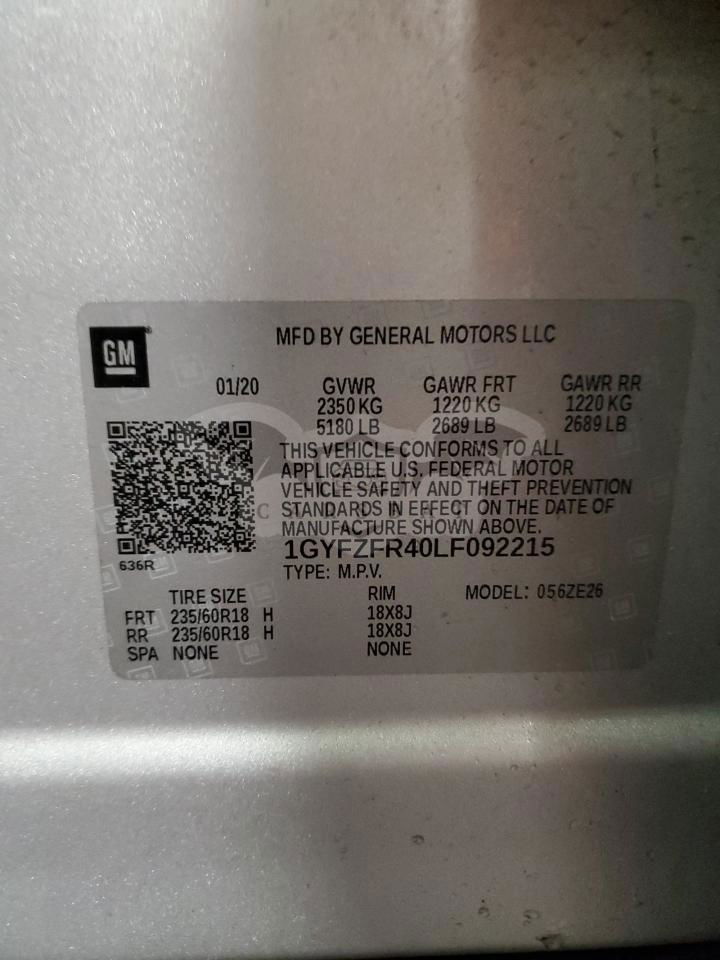 GM
MFD BY GENERAL MOTORS LLC
01/20 GVWR GAWR FRT GAWR RR
2350 KG 1220 KG 1220 KG
5180 LB 2689 LB 2689 LB
THIS VEHICLE CONFORMS TO ALL
APPLICABLE U.S. FEDERAL MOTOR
VEHICLE SAFETY AND THEFT PREVENTION
STANDARDS IN EFFECT ON THE DATE OF
MANUFACTURE SHOWN ABOVE.
1GYFZFR40LF092215
636R
TYPE: M.P.V.
TIRE SIZE RIM MODEL: 056ZE26
FRT 235/60R18 H 18X8J
RR 235/60R18 H 18X8J
SPA NONE NONE